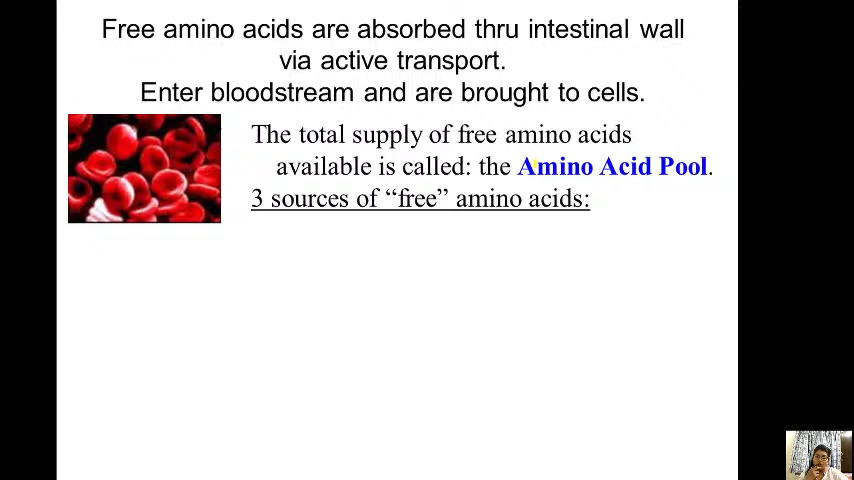 Free amino acids are absorbed thru intestinal wall
via active transport.
Enter bloodstream and are brought to cells.
The total supply of free amino acids
available is called: the Amino Acid Pool.
3 sources of “free” amino acids: